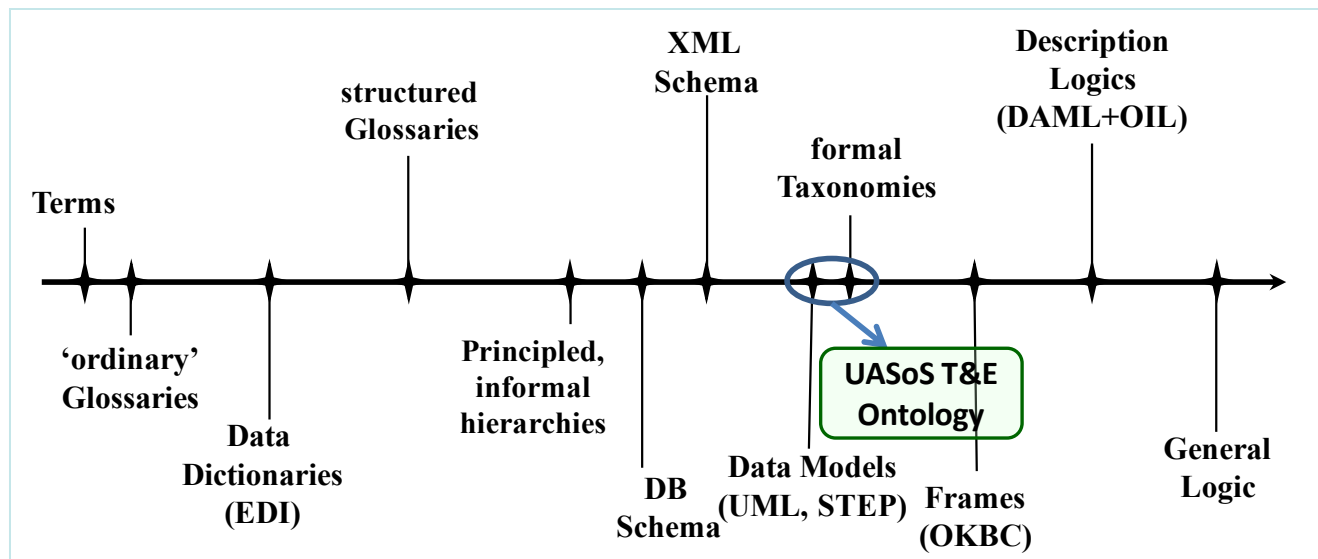 XML
Schema
Description
Logics
(DAML+OIL)
structured
Glossaries
formal
Taxonomies
Terms
‘ordinary’
Glossaries
Principled,
informal
hierarchies
UASoS T&E
Ontology
Data
Dictionaries
(EDI)
DB
Schema
Data Models
(UML, STEP)
Frames
(OKBC)
General
Logic